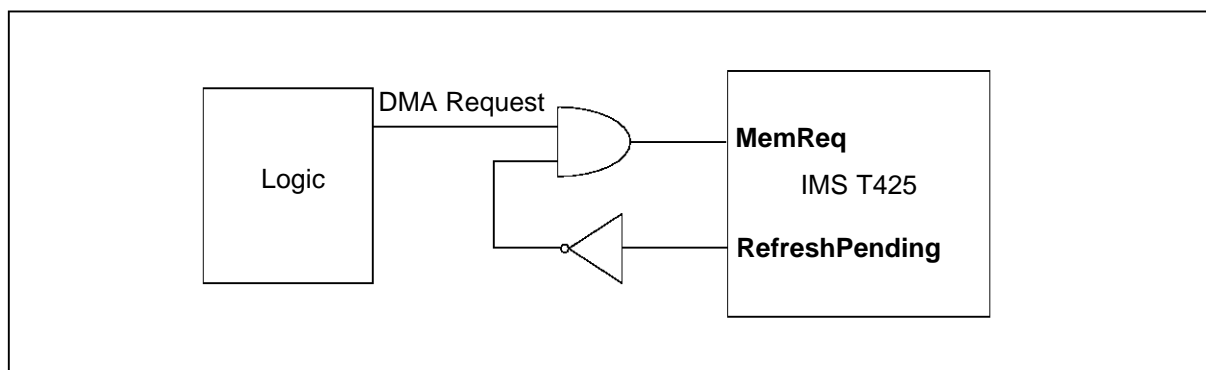 DMA Request
MemReq
Logic
IMS T425
RefreshPending